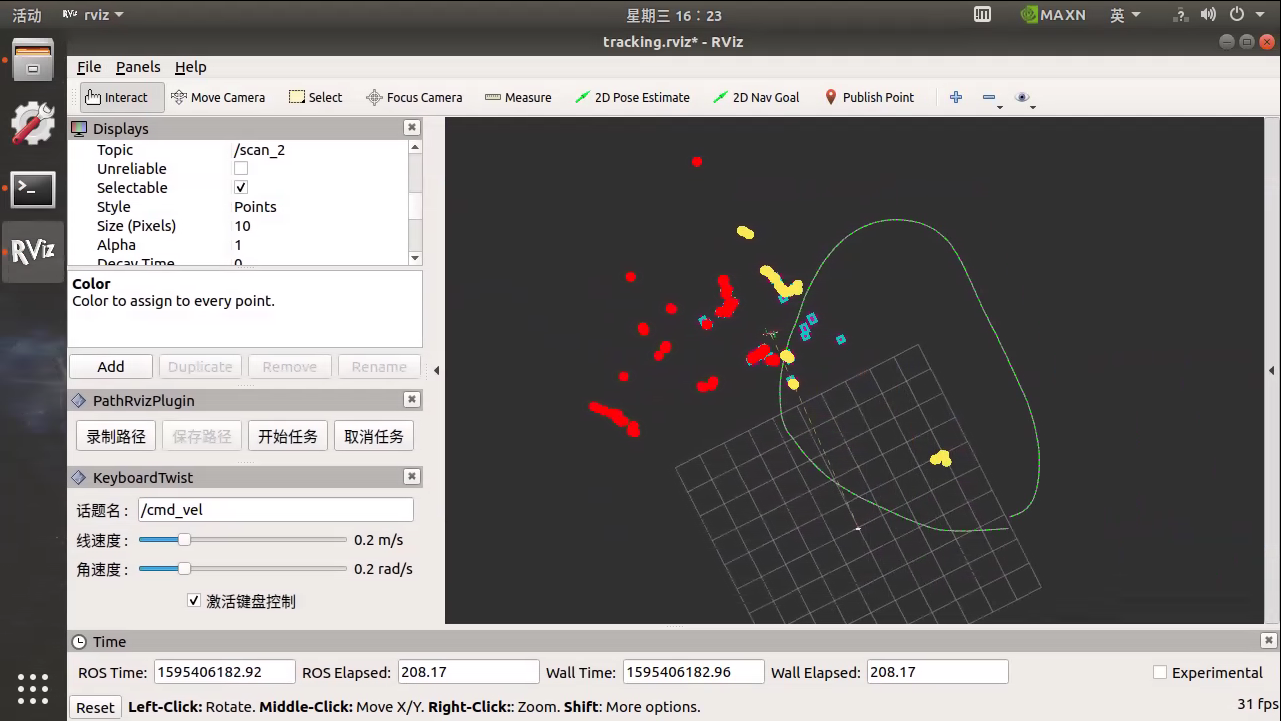 活动 rviz 星期三 16：23 MAXN 英
tracking.rviz* - RViz
File Panels Help
Interact Move Camera Select Focus Camera Measure 2D Pose Estimate 2D Nav Goal Publish Point
Displays
Topic /scan_2
Unreliable
Selectable
Style Points
Size (Pixels) 10
Alpha 1
Decay Time 0
Color
Color to assign to every point.
Add Duplicate Remove Rename
RViz
PathRvizPlugin
录制路径 保存路径 开始任务 取消任务
KeyboardTwist
话题名： /cmd_vel
线速度： 0.2 m/s
角速度： 0.2 rad/s
激活键盘控制
Time
ROS Time: 1595406182.92 ROS Elapsed: 208.17 Wall Time: 1595406182.96 Wall Elapsed: 208.17 Experimental
Reset Left-Click: Rotate. Middle-Click: Move X/Y. Right-Click:: Zoom. Shift: More options. 31 fps